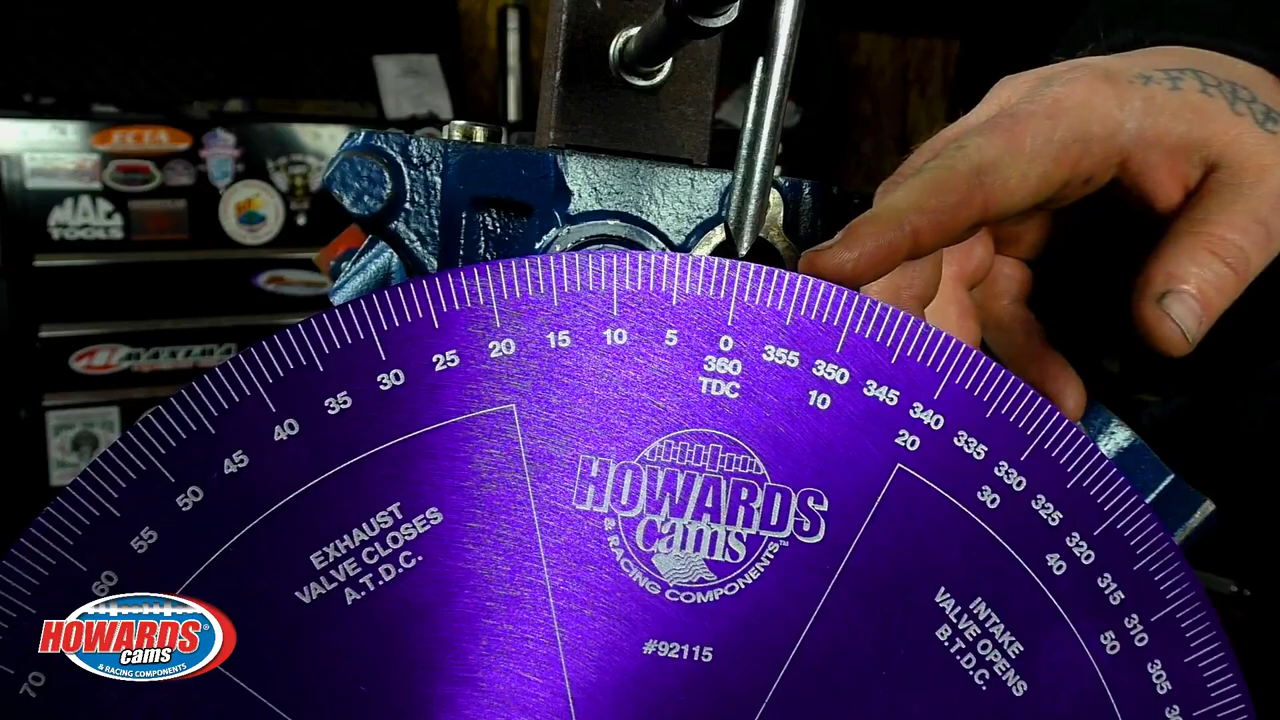 ECTA
MAC
TOOLS
20
15
10
5
0
360
TDC
355
350
10
345
340
20
335
330
30
325
320
40
315
310
50
305
25
30
35
40
45
50
55
60
70
HOWARDS
Cams
& RACING COMPONENTS™
EXHAUST
VALVE CLOSES
A.T.D.C.
INTAKE
VALVE OPENS
B.T.D.C.
#92115
HOWARDS®
cams
& RACING COMPONENTS